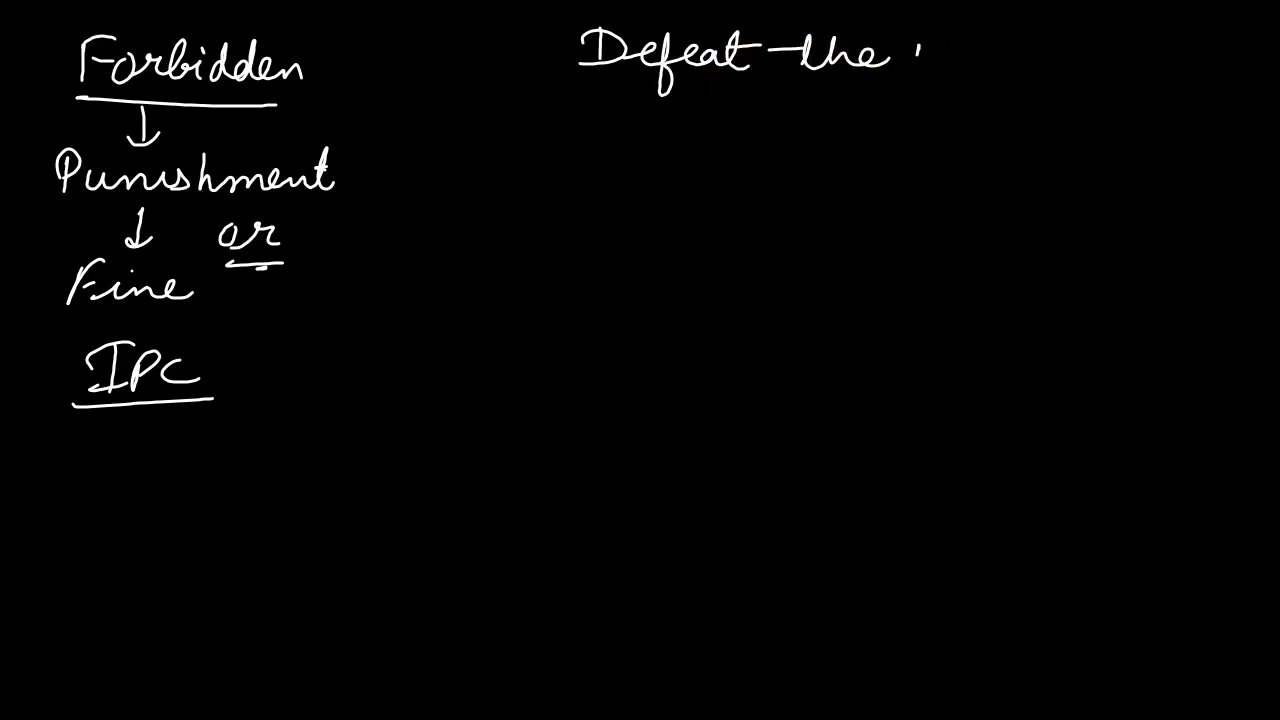 Forbidden
↓
Punishment
↓ or
Fine
IPC
Defeat the